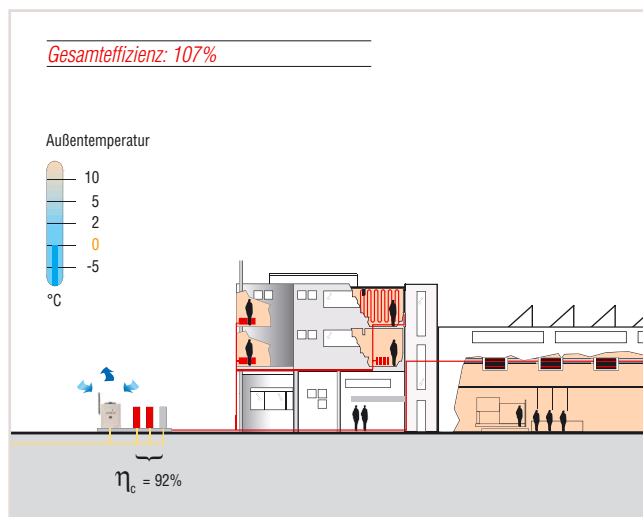 Gesamteffizienz: 107%
Außentemperatur
10
5
2
0
-5
°C
ηc = 92%